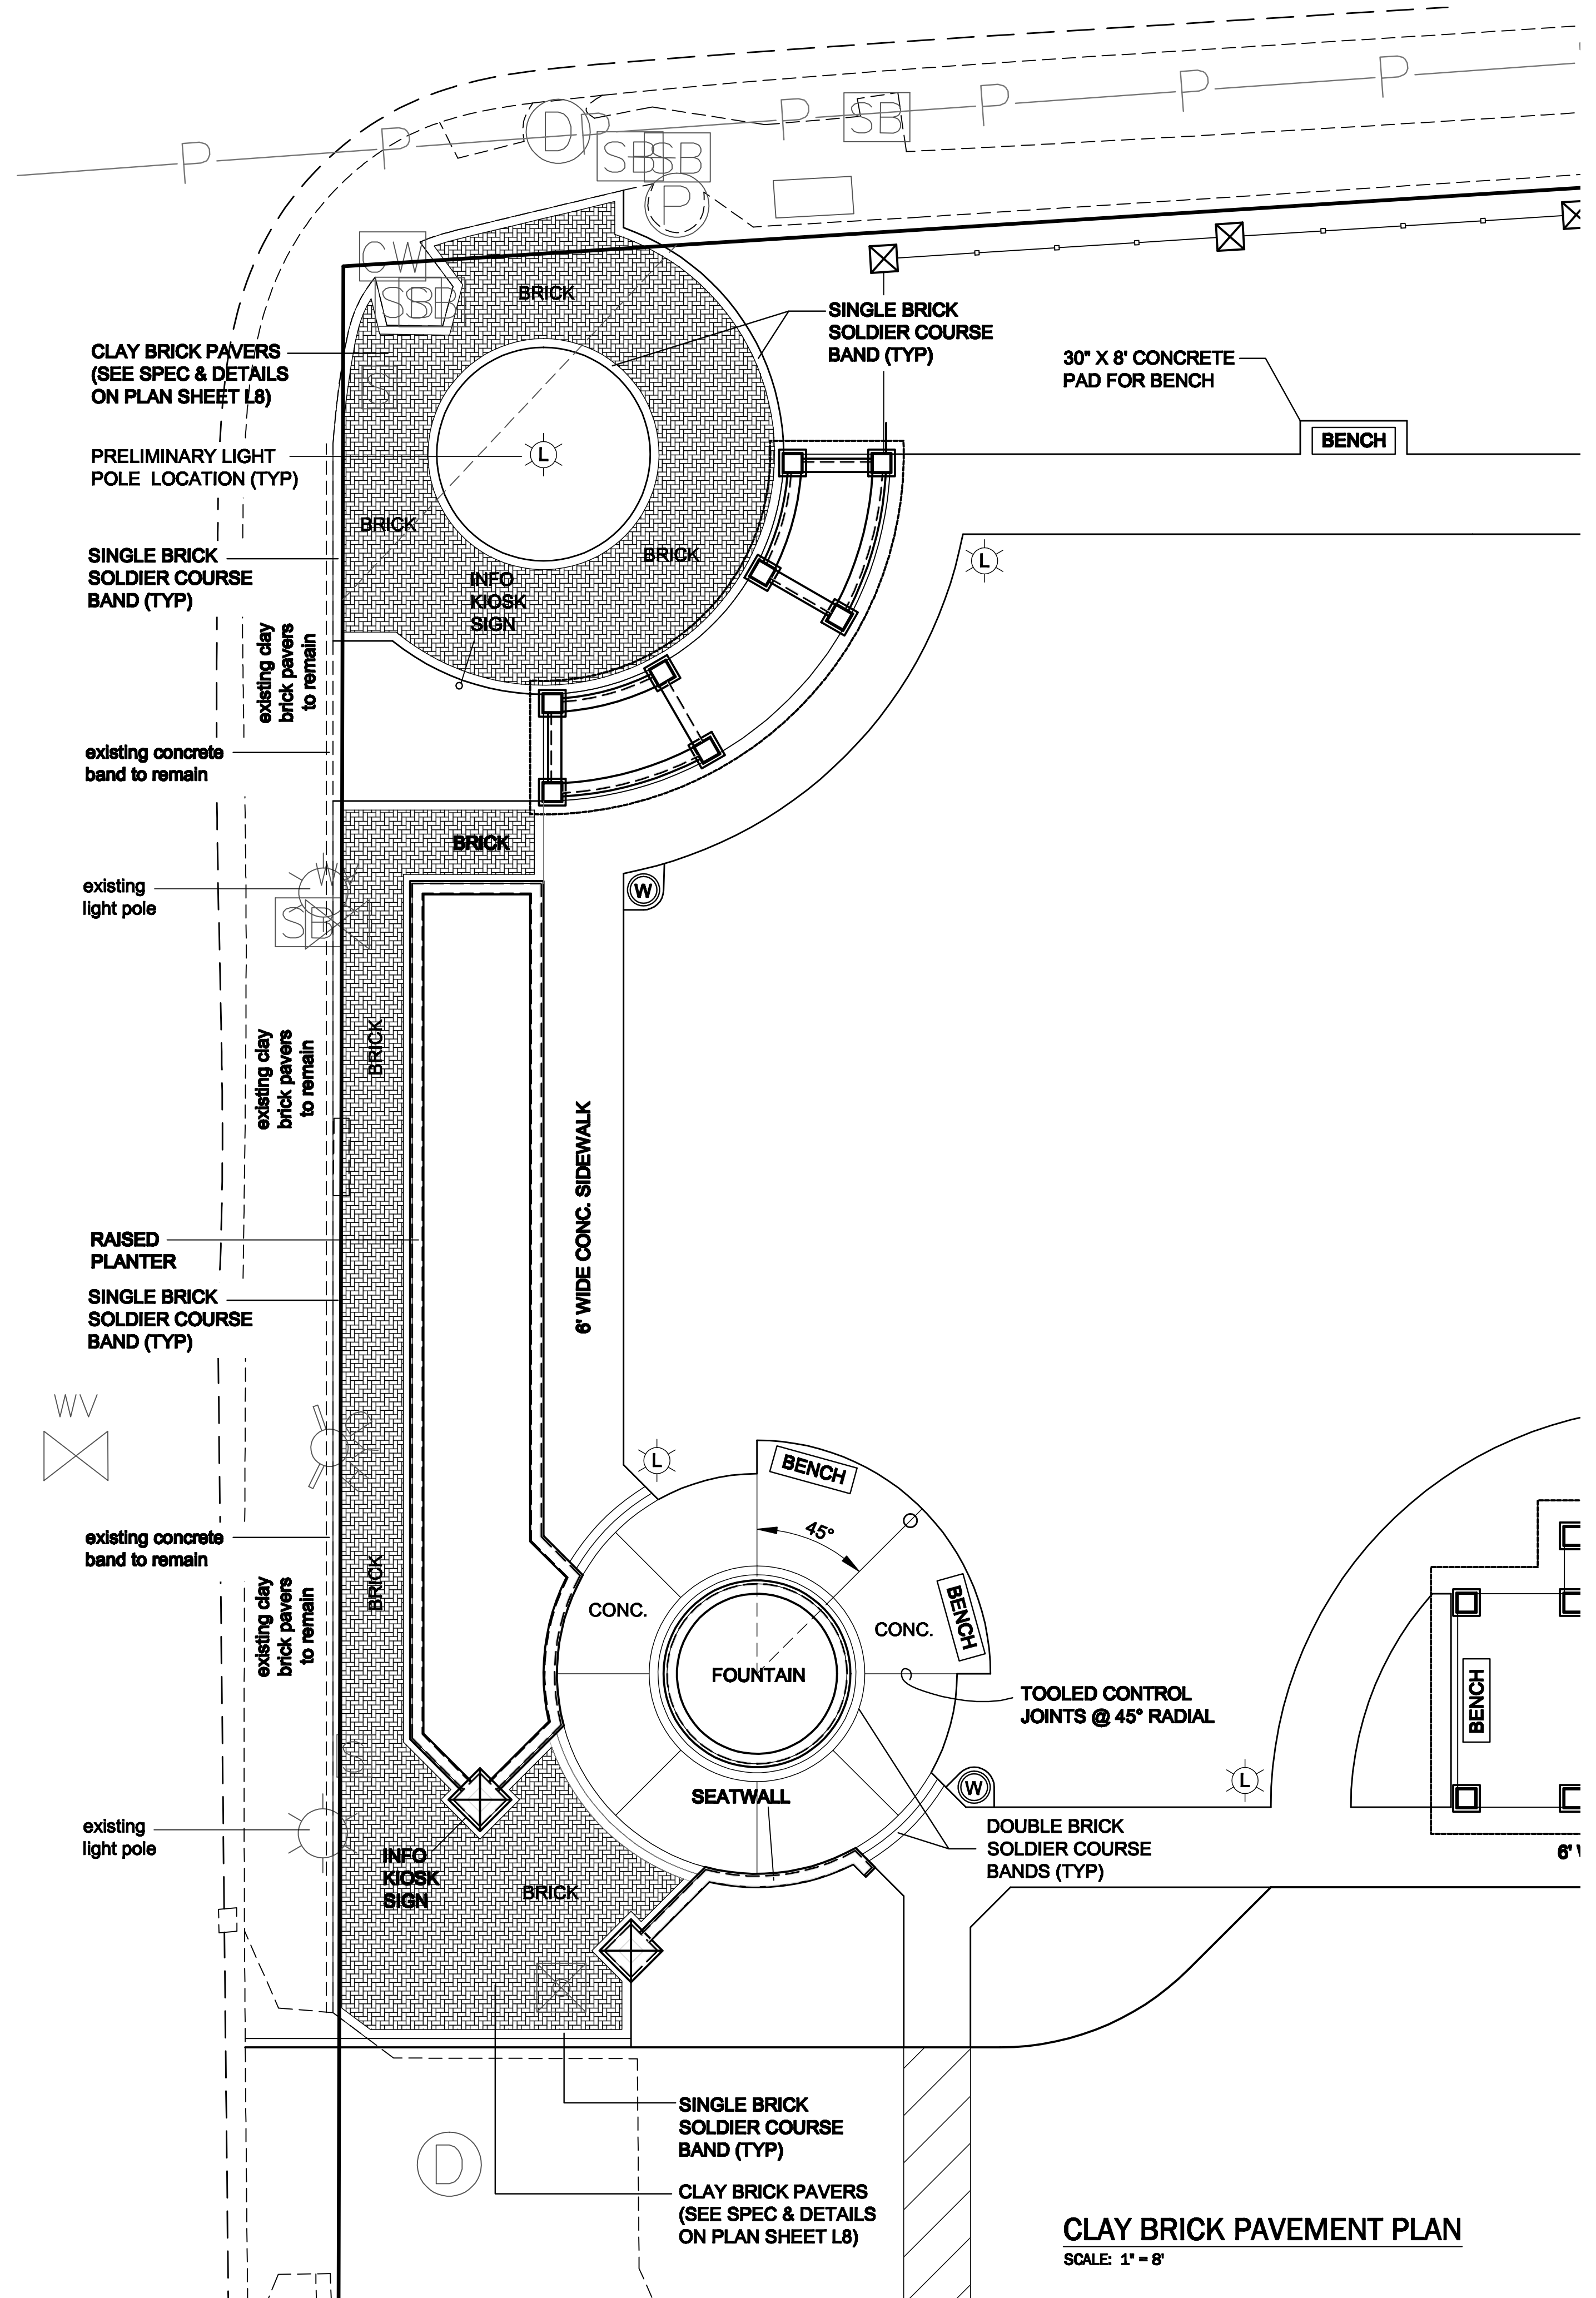 P
P
P
P
P
P
P
D
SB
SB
SB
P
CW
SB
SB
BRICK
SINGLE BRICK
SOLDIER COURSE
BAND (TYP)
CLAY BRICK PAVERS
(SEE SPEC & DETAILS
ON PLAN SHEET L8)
30" X 8' CONCRETE
PAD FOR BENCH
BENCH
PRELIMINARY LIGHT
POLE LOCATION (TYP)
L
BRICK
BRICK
SINGLE BRICK
SOLDIER COURSE
BAND (TYP)
L
INFO
KIOSK
SIGN
existing clay
brick pavers
to remain
existing concrete
band to remain
BRICK
existing
light pole
W
W
SB
existing clay
brick pavers
to remain
BRICK
6' WIDE CONC. SIDEWALK
RAISED
PLANTER
SINGLE BRICK
SOLDIER COURSE
BAND (TYP)
WV
L
BENCH
45°
existing concrete
band to remain
existing clay
brick pavers
to remain
BRICK
CONC.
CONC.
BENCH
FOUNTAIN
TOOLED CONTROL
JOINTS @ 45° RADIAL
BENCH
SEATWALL
W
L
existing
light pole
DOUBLE BRICK
SOLDIER COURSE
BANDS (TYP)
6'
INFO
KIOSK
SIGN
BRICK
SINGLE BRICK
SOLDIER COURSE
BAND (TYP)
D
CLAY BRICK PAVERS
(SEE SPEC & DETAILS
ON PLAN SHEET L8)
CLAY BRICK PAVEMENT PLAN
SCALE: 1" = 8'